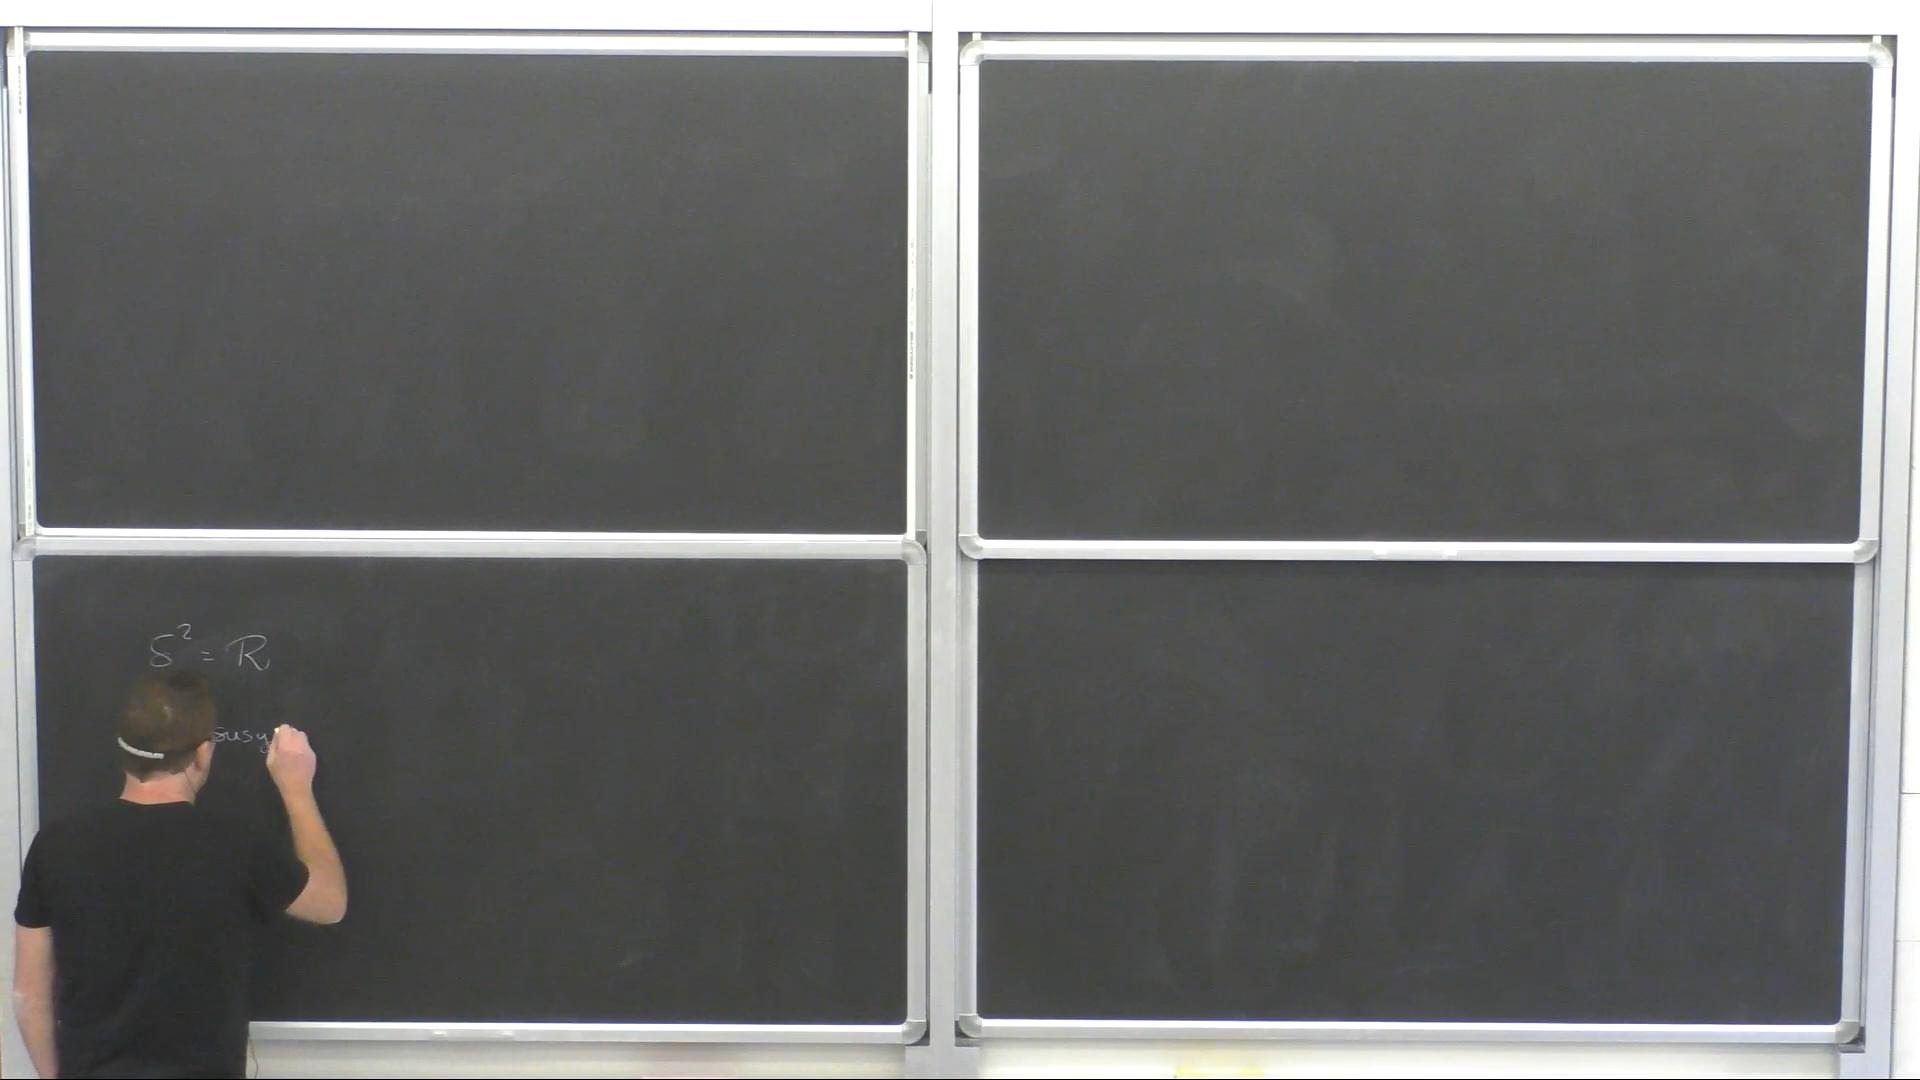 δ² = R
susy